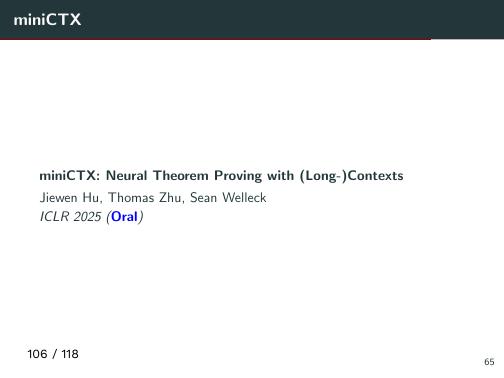 miniCTX
miniCTX: Neural Theorem Proving with (Long-)Contexts
Jiewen Hu, Thomas Zhu, Sean Welleck
ICLR 2025 (Oral)
106 / 118
65